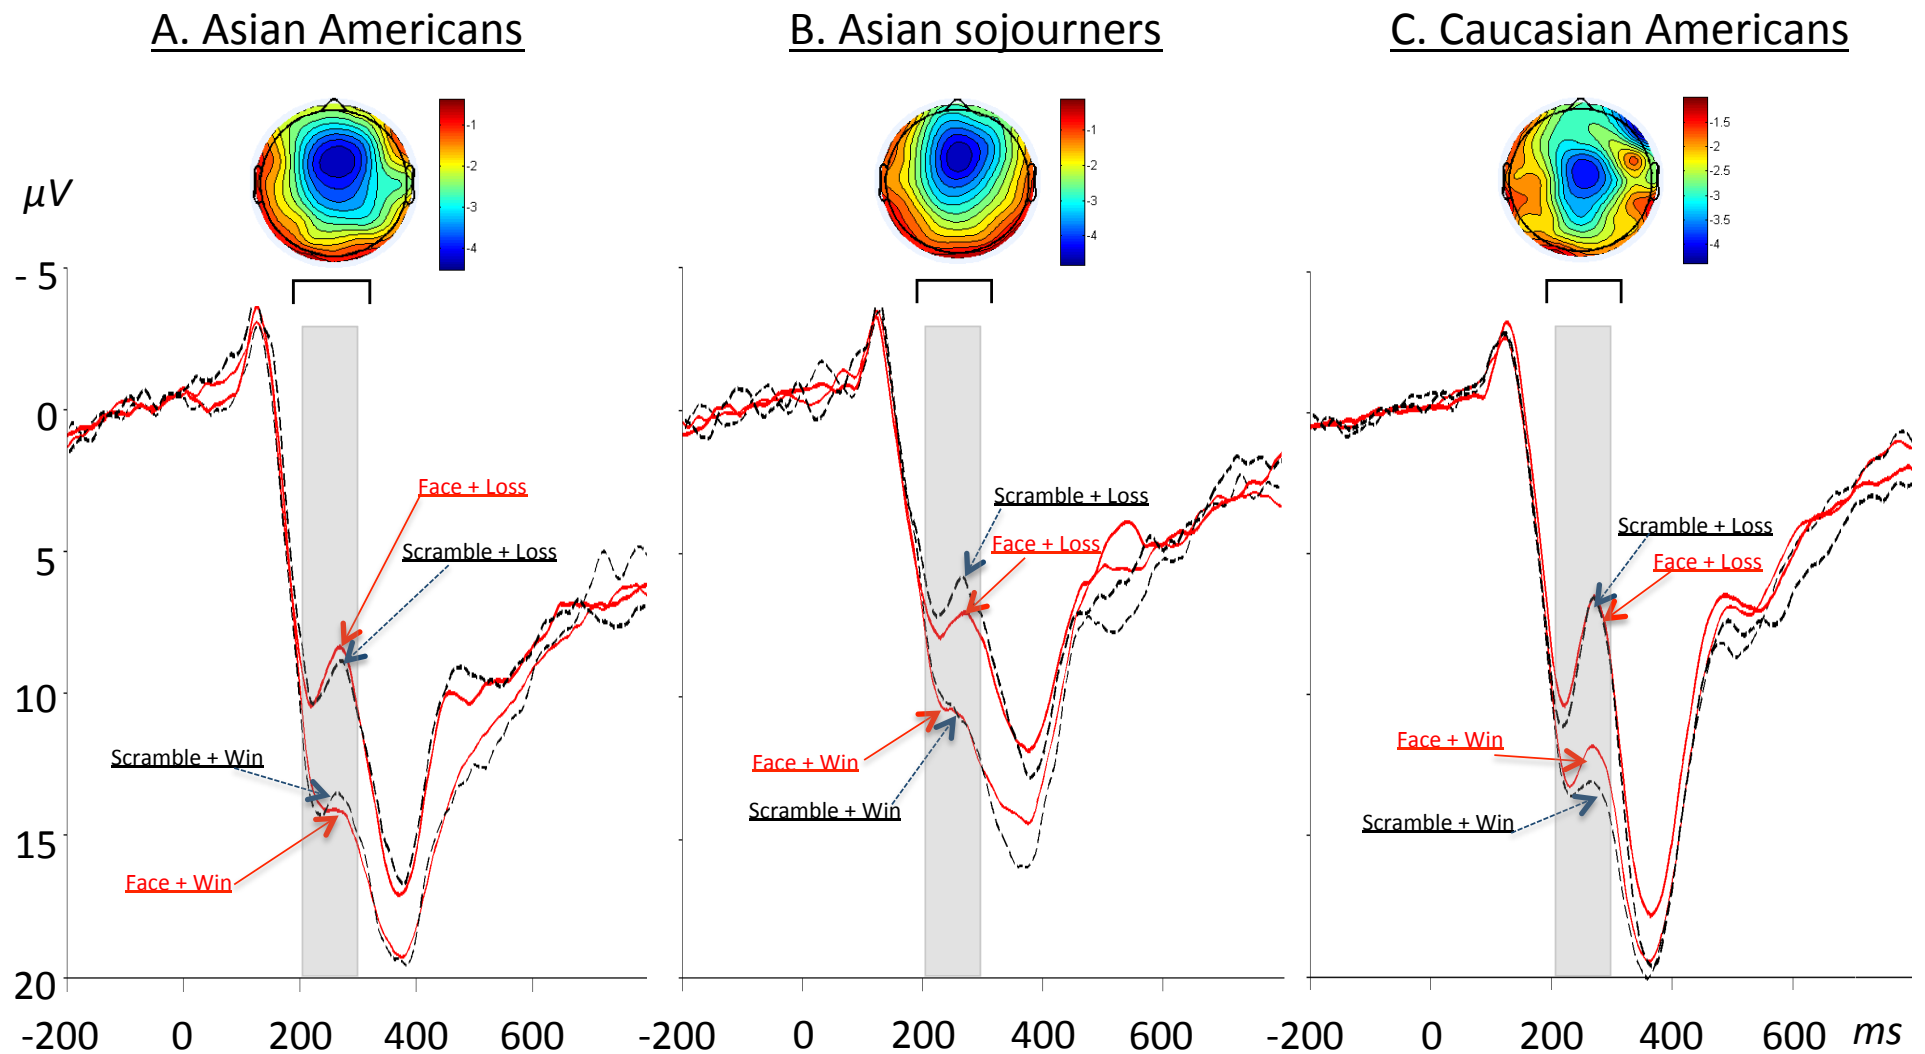 A. Asian Americans
B. Asian sojourners
C. Caucasian Americans
-1
-2
-3
-4
-1
-2
-3
-4
-1.5
-2
-2.5
-3
-3.5
-4
μV
- 5
0
5
10
15
20
Face + Loss
Scramble + Loss
Scramble + Win
Face + Win
Scramble + Loss
Face + Loss
Face + Win
Scramble + Win
Scramble + Loss
Face + Loss
Face + Win
Scramble + Win
-200 0 200 400 600
-200 0 200 400 600
-200 0 200 400 600 ms